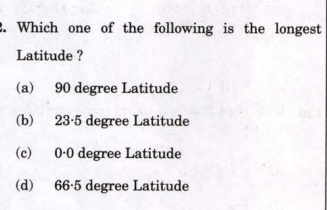 2. Which one of the following is the longest
Latitude ?
(a) 90 degree Latitude
(b) 23·5 degree Latitude
(c) 0·0 degree Latitude
(d) 66·5 degree Latitude